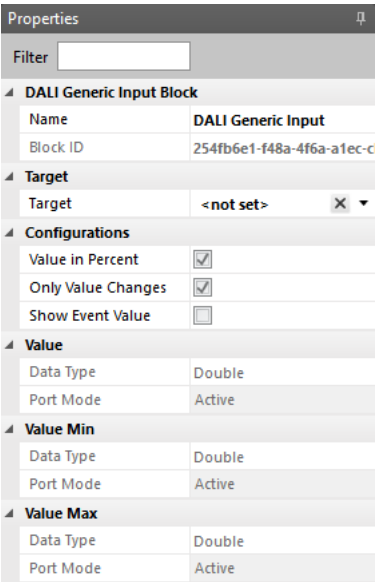 Properties
Filter
DALI Generic Input Block
Name DALI Generic Input
Block ID 254fb6e1-f48a-4f6a-a1ec-c
Target
Target <not set>
Configurations
Value in Percent
Only Value Changes
Show Event Value
Value
Data Type Double
Port Mode Active
Value Min
Data Type Double
Port Mode Active
Value Max
Data Type Double
Port Mode Active